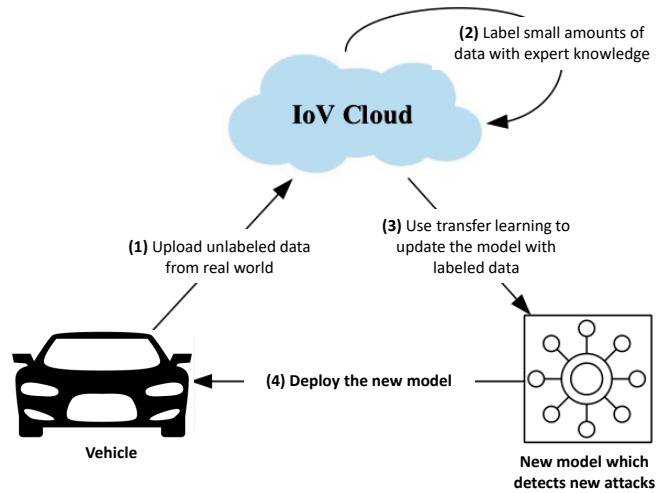 (2) Label small amounts of
data with expert knowledge
IoV Cloud
(1) Upload unlabeled data
from real world
(3) Use transfer learning to
update the model with
labeled data
(4) Deploy the new model
Vehicle
New model which
detects new attacks